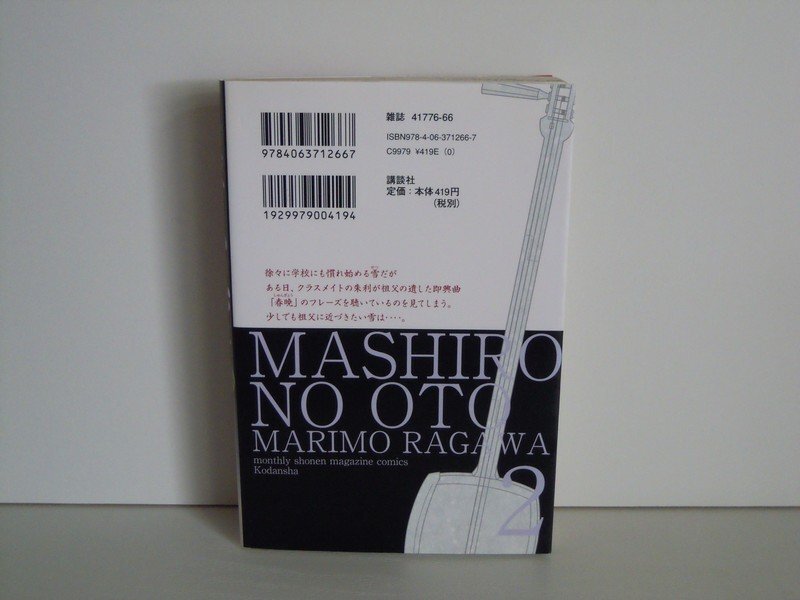 雑誌 41776-66
ISBN978-4-06-371266-7
C9979 ¥419E (0)
9784063712667
講談社
定価：本体419円
（税別）
1929979004194
徐々に学校にも慣れ始める雪だが
ある日、クラスメイトの朱利が祖父の遺した即興曲
「春暁」のフレーズを聴いているのを見てしまう。
少しでも祖父に近づきたい雪は‥‥。
MASHIRO
NO OTO
MARIMO RAGAWA
monthly shonen magazine comics
Kodansha
2